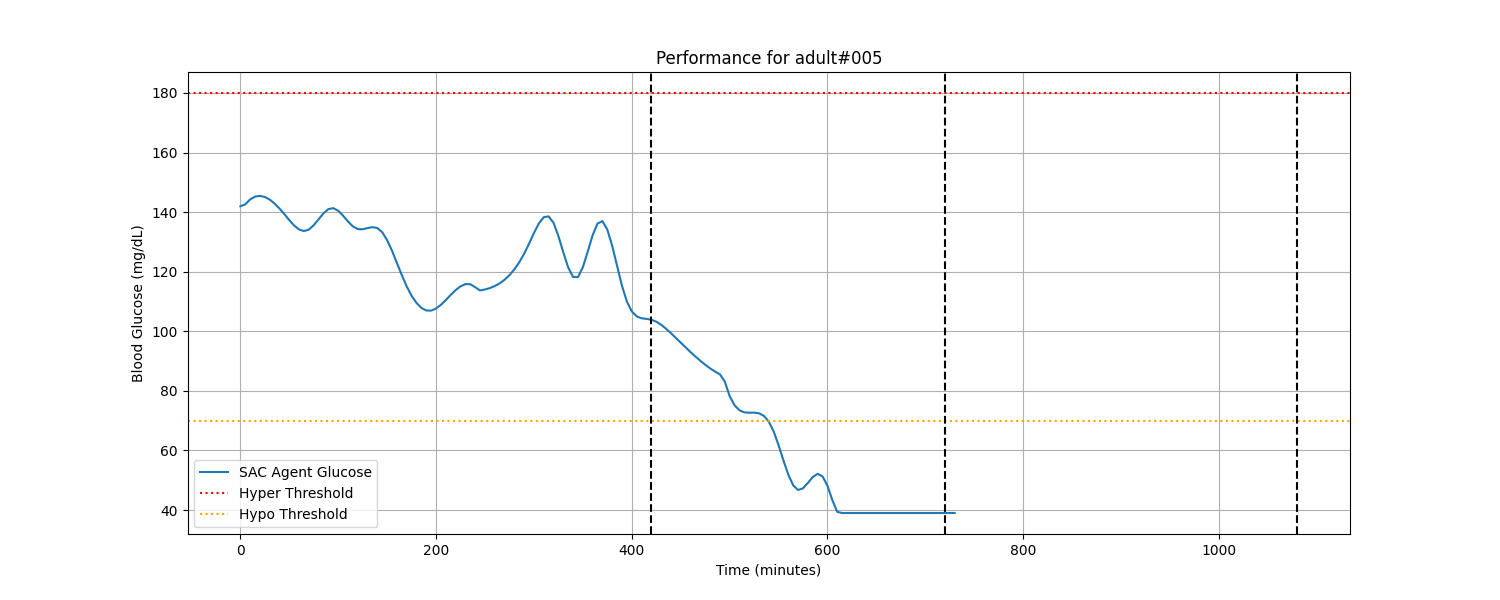 Performance for adult#005
Blood Glucose (mg/dL)
180
160
140
120
100
80
60
40
SAC Agent Glucose
Hyper Threshold
Hypo Threshold
0 200 400 600 800 1000
Time (minutes)